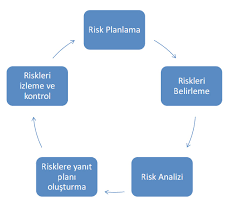 Risk Planlama
Riskleri
Belirleme
Risk Analizi
Risklere yanıt
planı
oluşturma
Riskleri
izleme ve
kontrol